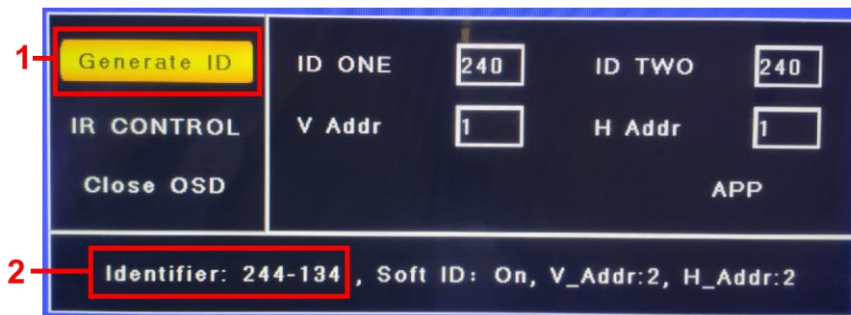 1
Generate ID
ID ONE 240 ID TWO 240
IR CONTROL
V Addr 1 H Addr 1
Close OSD
APP
2
Identifier: 244-134 , Soft ID: On, V_Addr:2, H_Addr:2